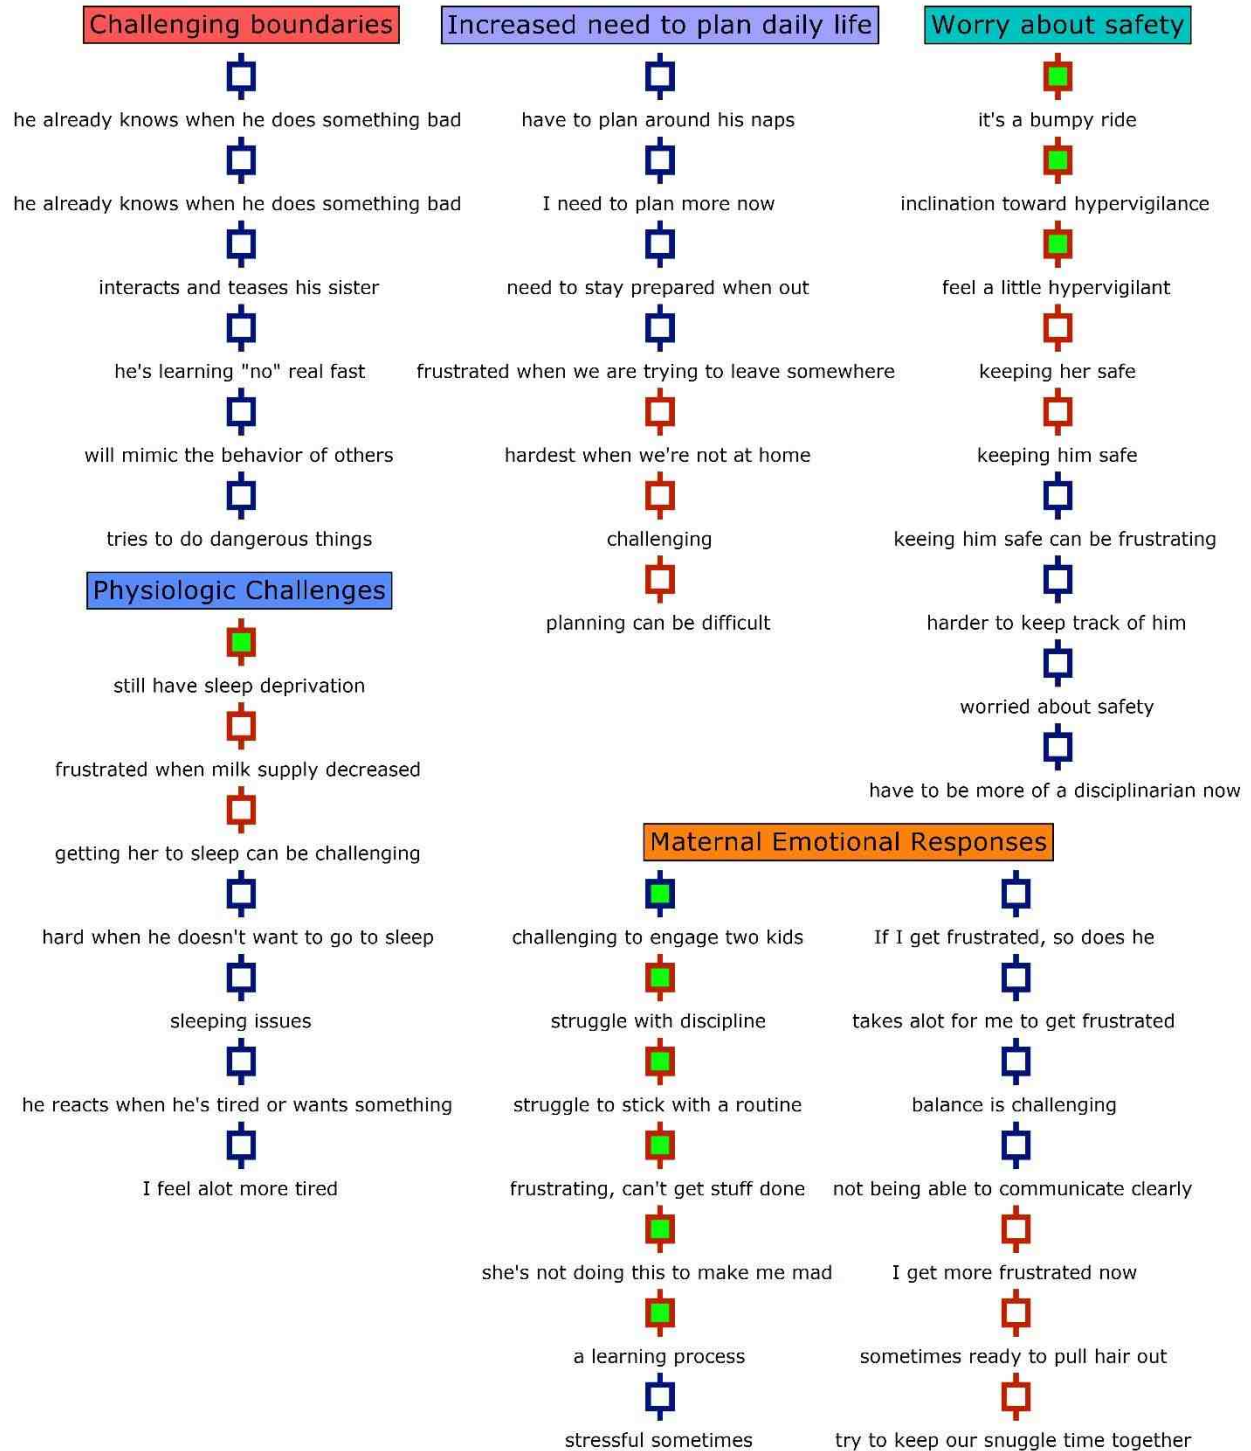 Challenging boundaries
he already knows when he does something bad
he already knows when he does something bad
interacts and teases his sister
he's learning "no" real fast
will mimic the behavior of others
tries to do dangerous things
Physiologic Challenges
still have sleep deprivation
frustrated when milk supply decreased
getting her to sleep can be challenging
hard when he doesn't want to go to sleep
sleeping issues
he reacts when he's tired or wants something
I feel alot more tired
Increased need to plan daily life
have to plan around his naps
I need to plan more now
need to stay prepared when out
frustrated when we are trying to leave somewhere
hardest when we're not at home
challenging
planning can be difficult
Worry about safety
it's a bumpy ride
inclination toward hypervigilance
feel a little hypervigilant
keeping her safe
keeping him safe
keeing him safe can be frustrating
harder to keep track of him
worried about safety
have to be more of a disciplinarian now
Maternal Emotional Responses
challenging to engage two kids
struggle with discipline
struggle to stick with a routine
frustrating, can't get stuff done
she's not doing this to make me mad
a learning process
stressful sometimes
If I get frustrated, so does he
takes alot for me to get frustrated
balance is challenging
not being able to communicate clearly
I get more frustrated now
sometimes ready to pull hair out
try to keep our snuggle time together